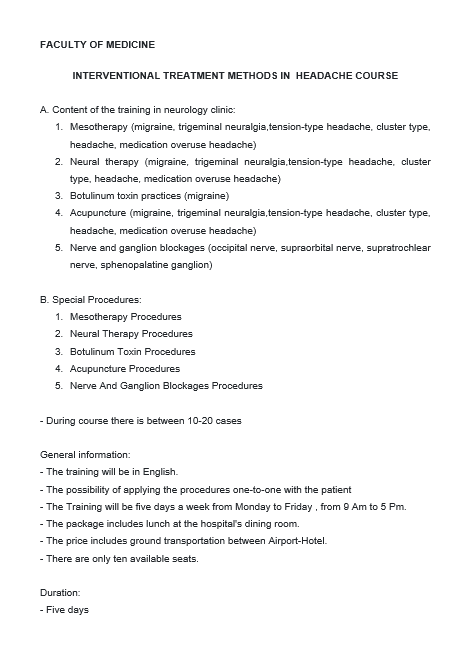 FACULTY OF MEDICINE
INTERVENTIONAL TREATMENT METHODS IN HEADACHE COURSE
A. Content of the training in neurology clinic:
1. Mesotherapy (migraine, trigeminal neuralgia,tension-type headache, cluster type,
headache, medication overuse headache)
2. Neural therapy (migraine, trigeminal neuralgia,tension-type headache, cluster
type, headache, medication overuse headache)
3. Botulinum toxin practices (migraine)
4. Acupuncture (migraine, trigeminal neuralgia,tension-type headache, cluster type,
headache, medication overuse headache)
5. Nerve and ganglion blockages (occipital nerve, supraorbital nerve, supratrochlear
nerve, sphenopalatine ganglion)
B. Special Procedures:
1. Mesotherapy Procedures
2. Neural Therapy Procedures
3. Botulinum Toxin Procedures
4. Acupuncture Procedures
5. Nerve And Ganglion Blockages Procedures
- During course there is between 10-20 cases
General information:
- The training will be in English.
- The possibility of applying the procedures one-to-one with the patient
- The Training will be five days a week from Monday to Friday , from 9 Am to 5 Pm.
- The package includes lunch at the hospital's dining room.
- The price includes ground transportation between Airport-Hotel.
- There are only ten available seats.
Duration:
- Five days